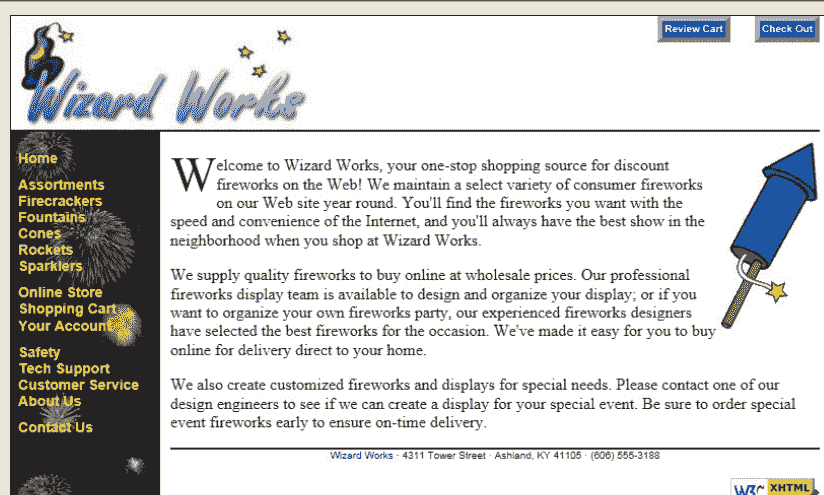 Review Cart
Check Out
Wizard Works
Home
Assortments
Firecrackers
Fountains
Cones
Rockets
Sparklers
Online Store
Shopping Cart
Your Account
Safety
Tech Support
Customer Service
About Us
Contact Us
Welcome to Wizard Works, your one-stop shopping source for discount
fireworks on the Web! We maintain a select variety of consumer fireworks
on our Web site year round. You'll find the fireworks you want with the
speed and convenience of the Internet, and you'll always have the best show in the
neighborhood when you shop at Wizard Works.
We supply quality fireworks to buy online at wholesale prices. Our professional
fireworks display team is available to design and organize your display; or if you
want to organize your own fireworks party, our experienced fireworks designers
have selected the best fireworks for the occasion. We've made it easy for you to buy
online for delivery direct to your home.
We also create customized fireworks and displays for special needs. Please contact one of our
design engineers to see if we can create a display for your special event. Be sure to order special
event fireworks early to ensure on-time delivery.
Wizard Works · 4311 Tower Street · Ashland, KY 41105 · (606) 555-3188
W3C XHTML